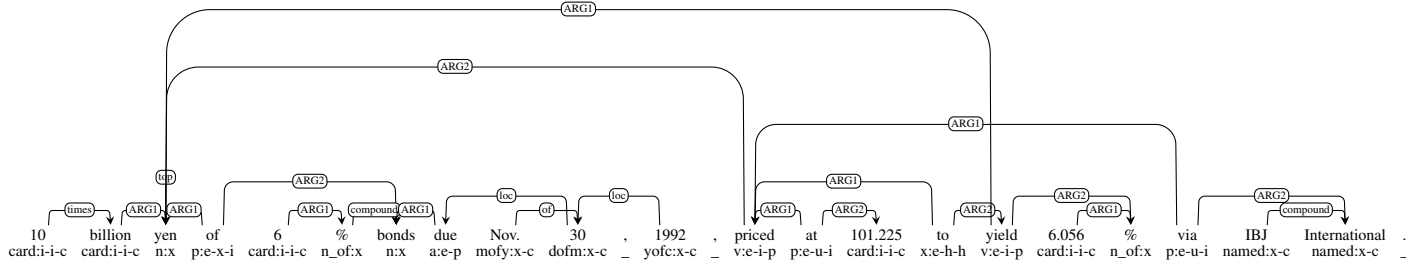 ARG1
ARG2
ARG1
top
ARG2 loc loc ARG1 ARG2 ARG2
times ARG1 ARG1 ARG1 compound ARG1 of ARG1 ARG2 ARG2 ARG1 compound
10 billion yen of 6 % bonds due Nov. 30 , 1992 , priced at 101.225 to yield 6.056 % via IBJ International .
card:i-i-c card:i-i-c n:x p:e-x-i card:i-i-c n_of:x n:x a:e-p mofy:x-c dofm:x-c _ yofc:x-c _ v:e-i-p p:e-u-i card:i-i-c x:e-h-h v:e-i-p card:i-i-c n_of:x p:e-u-i named:x-c named:x-c _